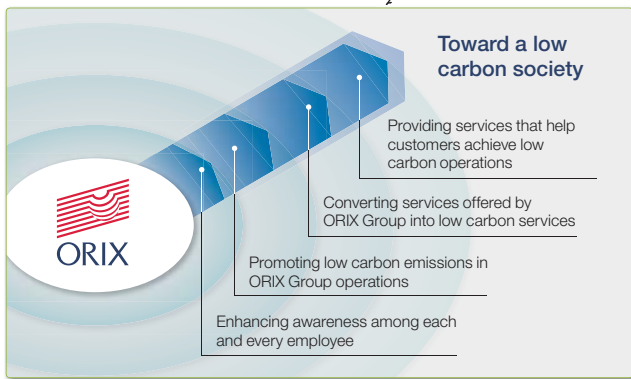 Toward a low
carbon society
Providing services that help
customers achieve low
carbon operations
Converting services offered by
ORIX Group into low carbon services
Promoting low carbon emissions in
ORIX Group operations
Enhancing awareness among each
and every employee
ORIX